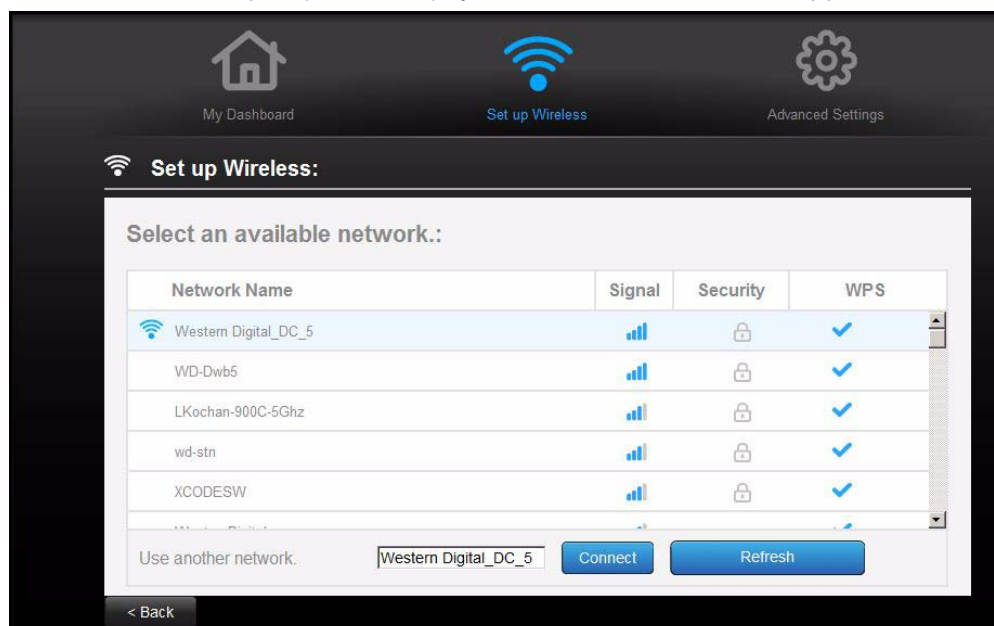 My Dashboard
Set up Wireless
Advanced Settings
Set up Wireless:
Select an available network.:
Network Name Signal Security WPS
Western Digital_DC_5
WD-Dwb5
LKochan-900C-5Ghz
wd-stn
XCODESW
Use another network. Western Digital_DC_5 Connect Refresh
< Back